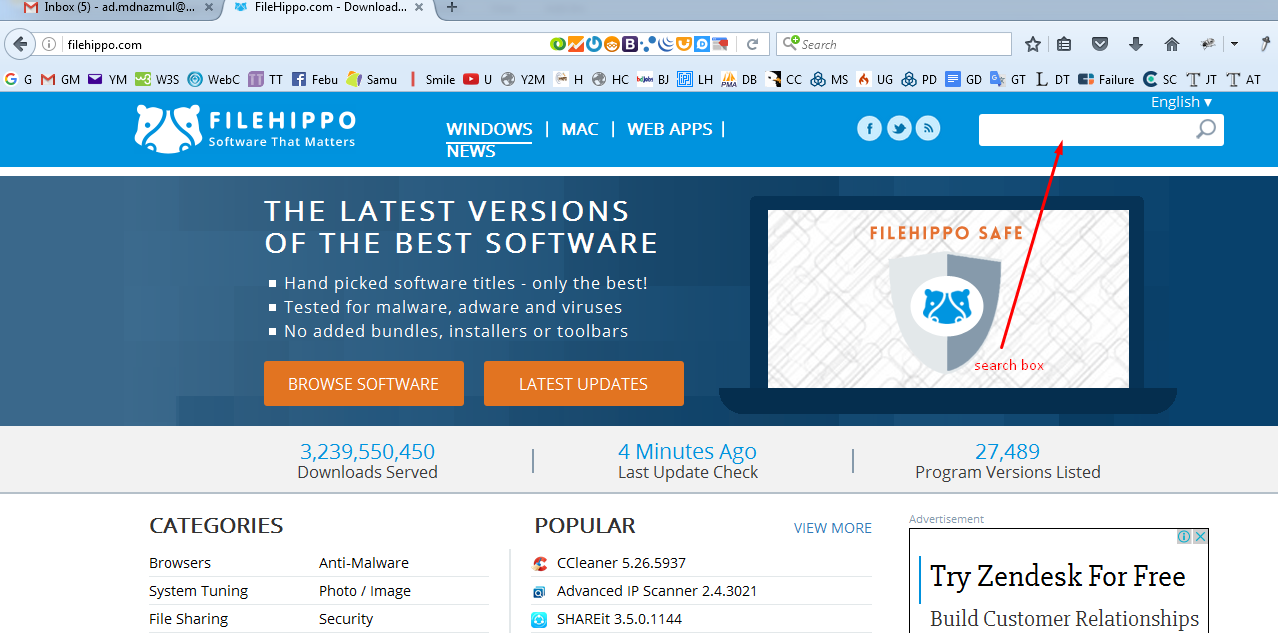 Inbox (5) - ad.mdnazmul@...
FileHippo.com - Download...
filehippo.com
Search
G GM YM W3S WebC TT Febu Samu Smile U Y2M H HC BJ LH DB CC MS UG PD GD GT DT Failure SC JT AT
English ▾
FILEHIPPO
Software That Matters
WINDOWS | MAC | WEB APPS |
NEWS
THE LATEST VERSIONS
OF THE BEST SOFTWARE
Hand picked software titles - only the best!
Tested for malware, adware and viruses
No added bundles, installers or toolbars
BROWSE SOFTWARE LATEST UPDATES
FILEHIPPO SAFE
search box
3,239,550,450
Downloads Served
4 Minutes Ago
Last Update Check
27,489
Program Versions Listed
CATEGORIES
Browsers Anti-Malware
System Tuning Photo / Image
File Sharing Security
POPULAR VIEW MORE
CCleaner 5.26.5937
Advanced IP Scanner 2.4.3021
SHAREit 3.5.0.1144
Advertisement
Try Zendesk For Free
Build Customer Relationships